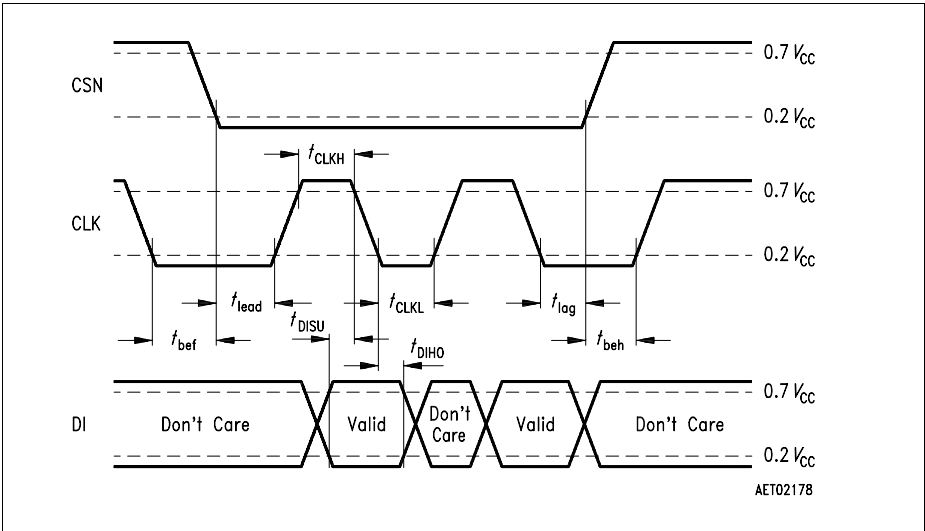 0.7 VCC
CSN
0.2 VCC
tCLKH
0.7 VCC
CLK
0.2 VCC
tlead
tCLKL
tlag
tDISU
tbef
tbeh
tDIHO
0.7 VCC
DI
Don't Care
Valid
Don't
Care
Valid
Don't Care
0.2 VCC
AET02178